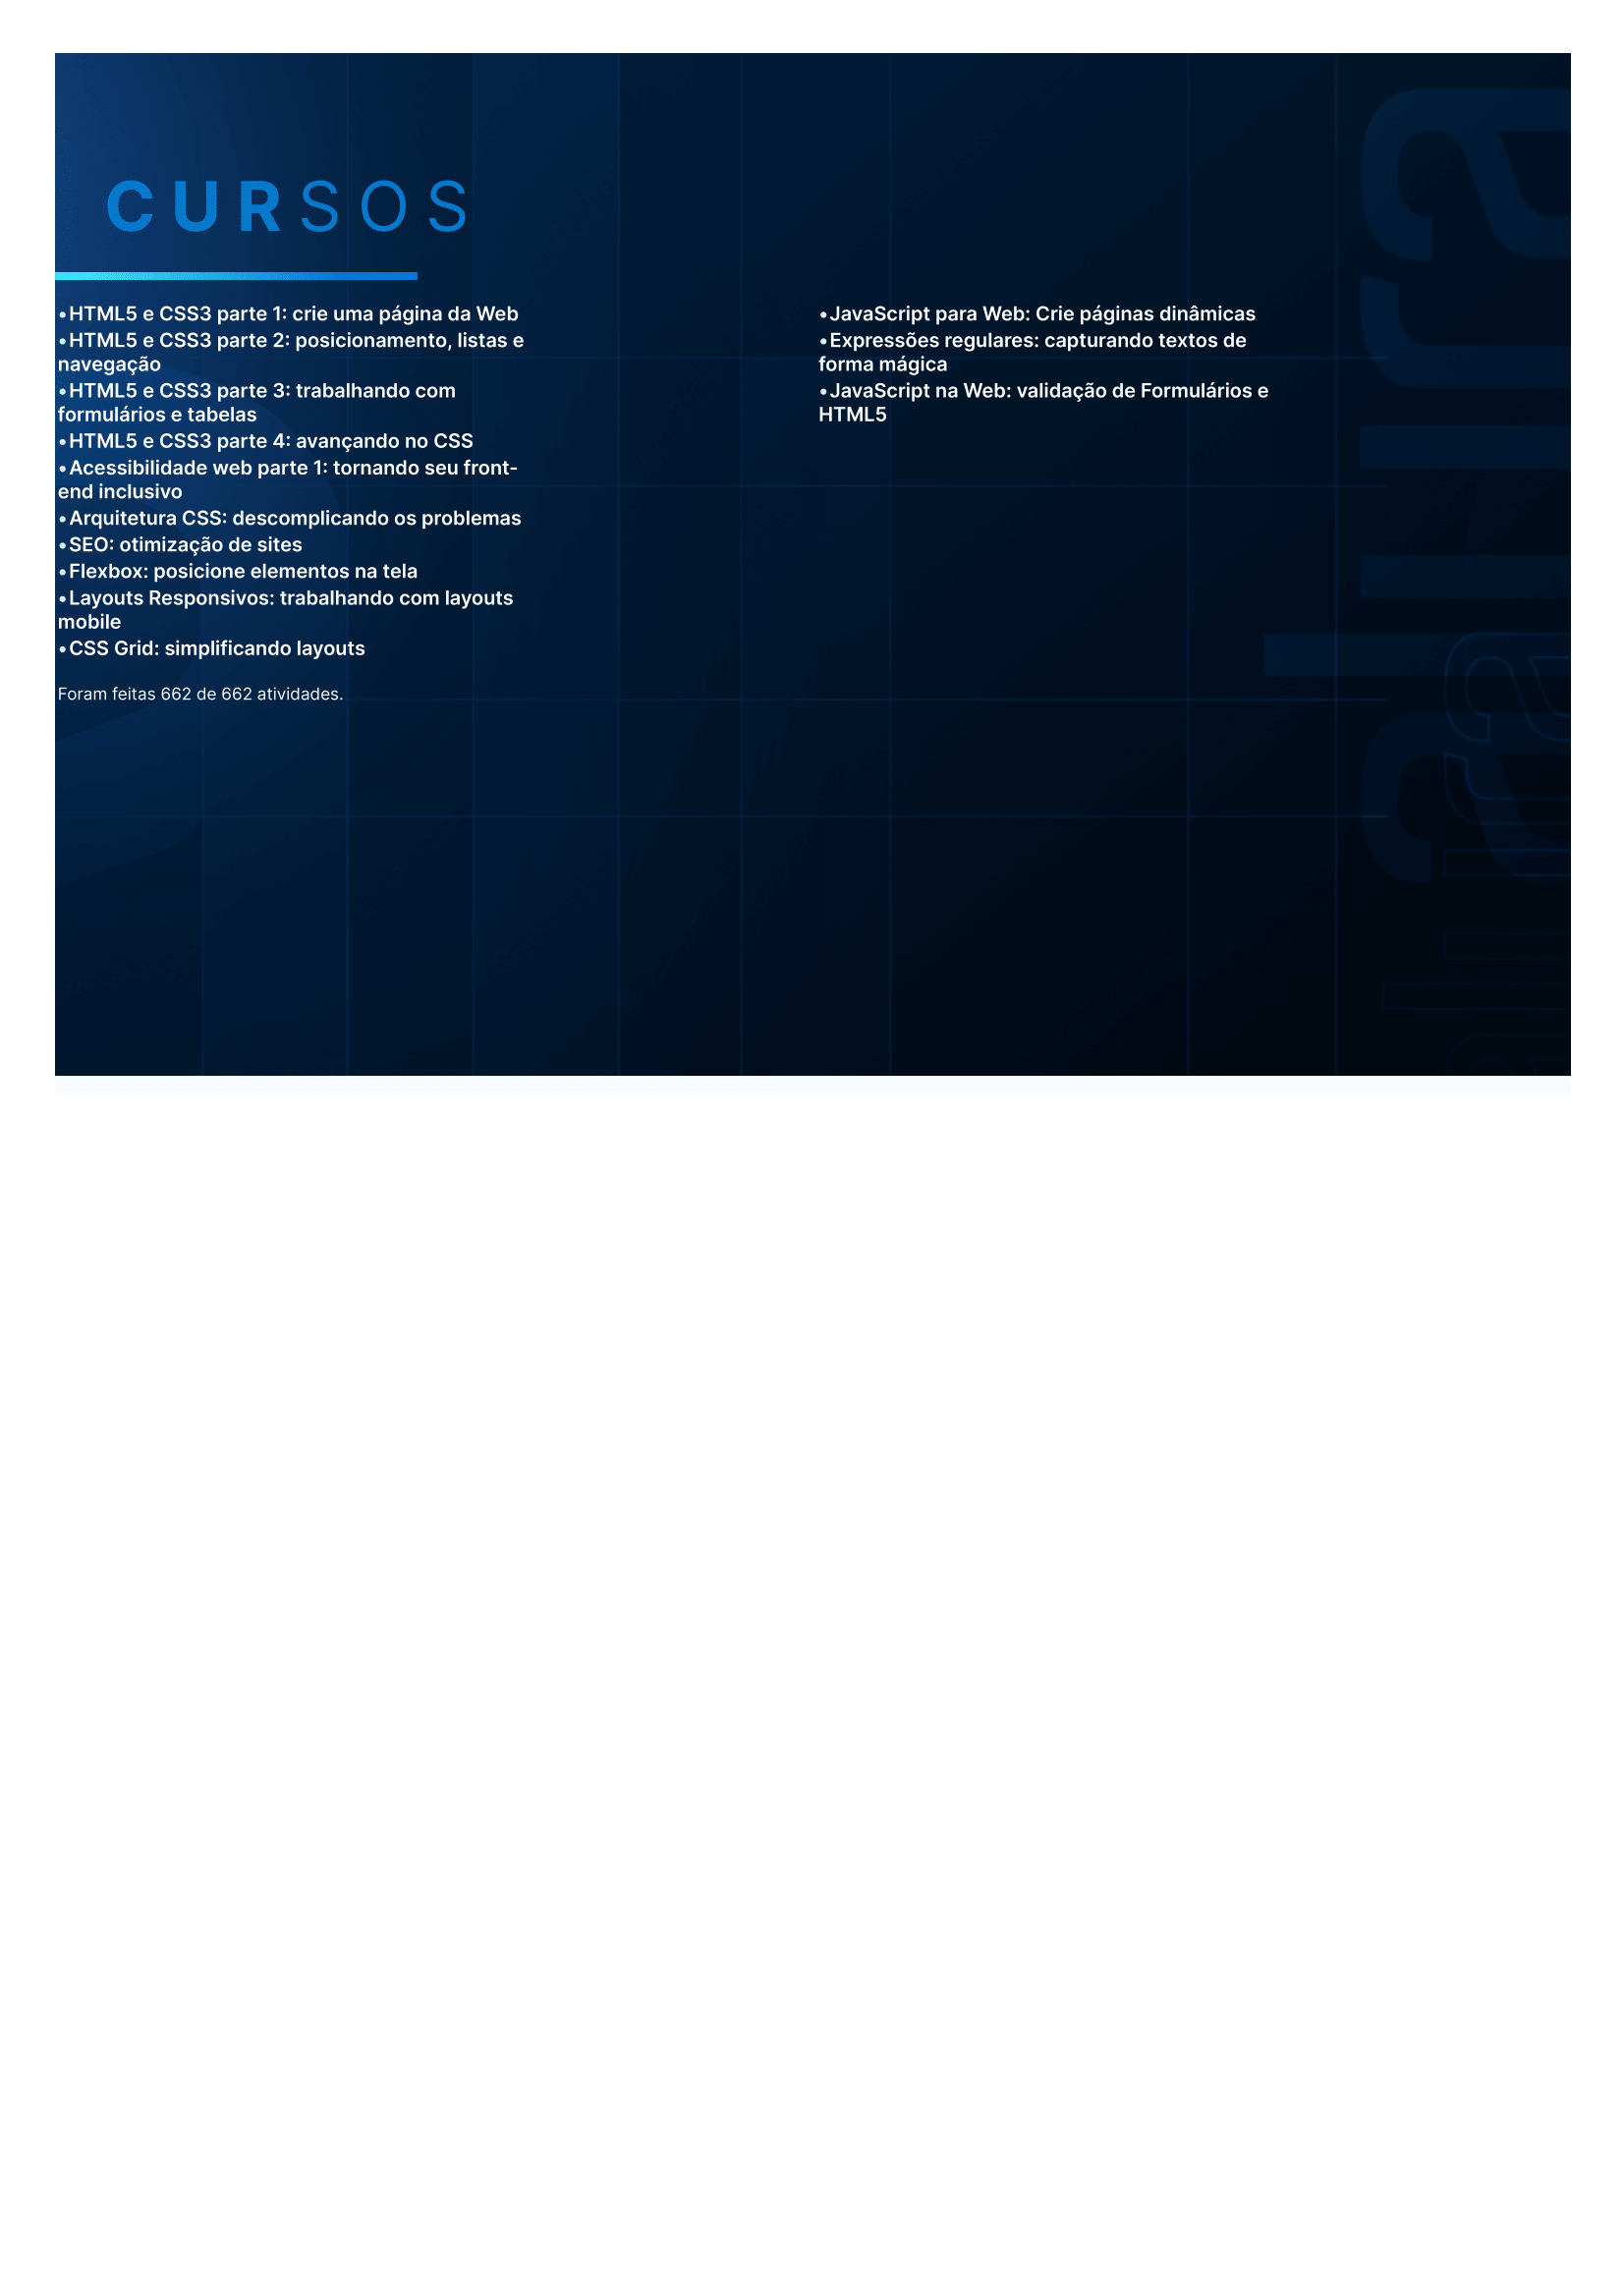 CURSOS
•HTML5 e CSS3 parte 1: crie uma página da Web
•HTML5 e CSS3 parte 2: posicionamento, listas e
navegação
•HTML5 e CSS3 parte 3: trabalhando com
formulários e tabelas
•HTML5 e CSS3 parte 4: avançando no CSS
•Acessibilidade web parte 1: tornando seu front-
end inclusivo
•Arquitetura CSS: descomplicando os problemas
•SEO: otimização de sites
•Flexbox: posicione elementos na tela
•Layouts Responsivos: trabalhando com layouts
mobile
•CSS Grid: simplificando layouts
Foram feitas 662 de 662 atividades.
•JavaScript para Web: Crie páginas dinâmicas
•Expressões regulares: capturando textos de
forma mágica
•JavaScript na Web: validação de Formulários e
HTML5